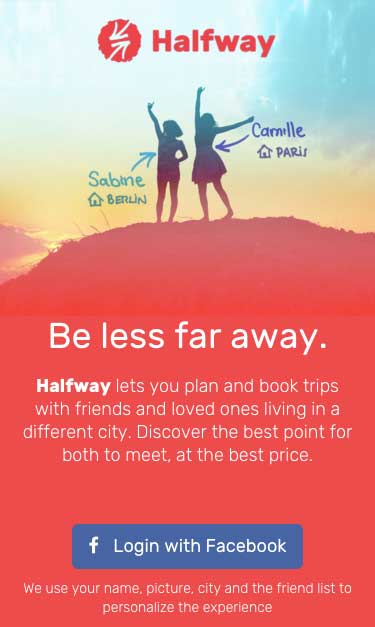 Halfway
Camille
PARIS
Sabine
BERLIN
Be less far away.
Halfway lets you plan and book trips
with friends and loved ones living in a
different city. Discover the best point for
both to meet, at the best price.
f Login with Facebook
We use your name, picture, city and the friend list to
personalize the experience